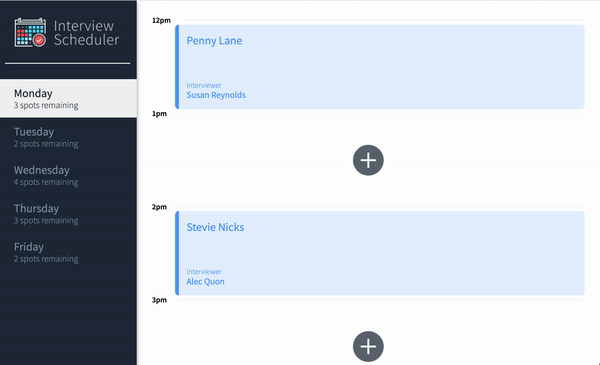 Interview
Scheduler
Monday
3 spots remaining
Tuesday
2 spots remaining
Wednesday
4 spots remaining
Thursday
3 spots remaining
Friday
2 spots remaining
12pm
Penny Lane
Interviewer
Susan Reynolds
1pm
2pm
Stevie Nicks
Interviewer
Alec Quon
3pm